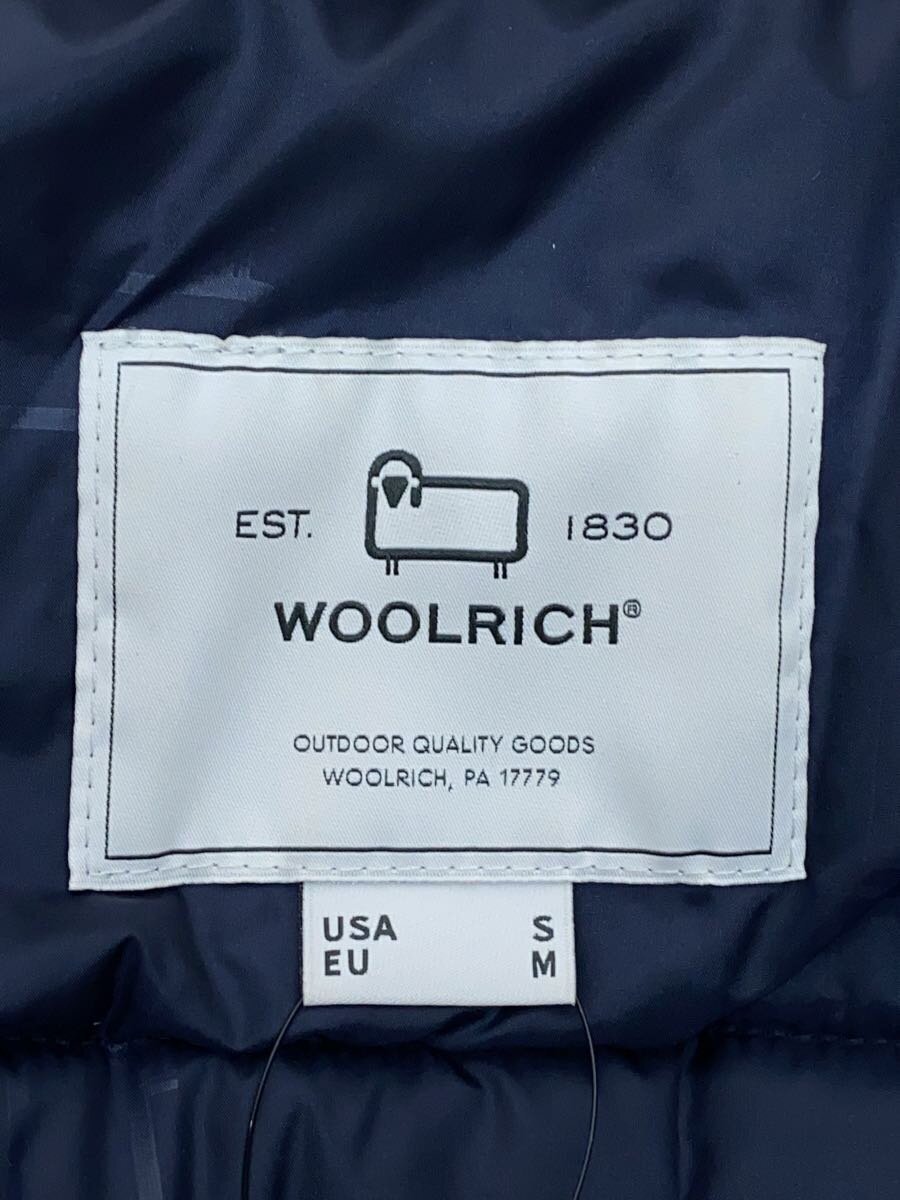 EST. 1830
WOOLRICH®
OUTDOOR QUALITY GOODS
WOOLRICH, PA 17779
USA S
EU M